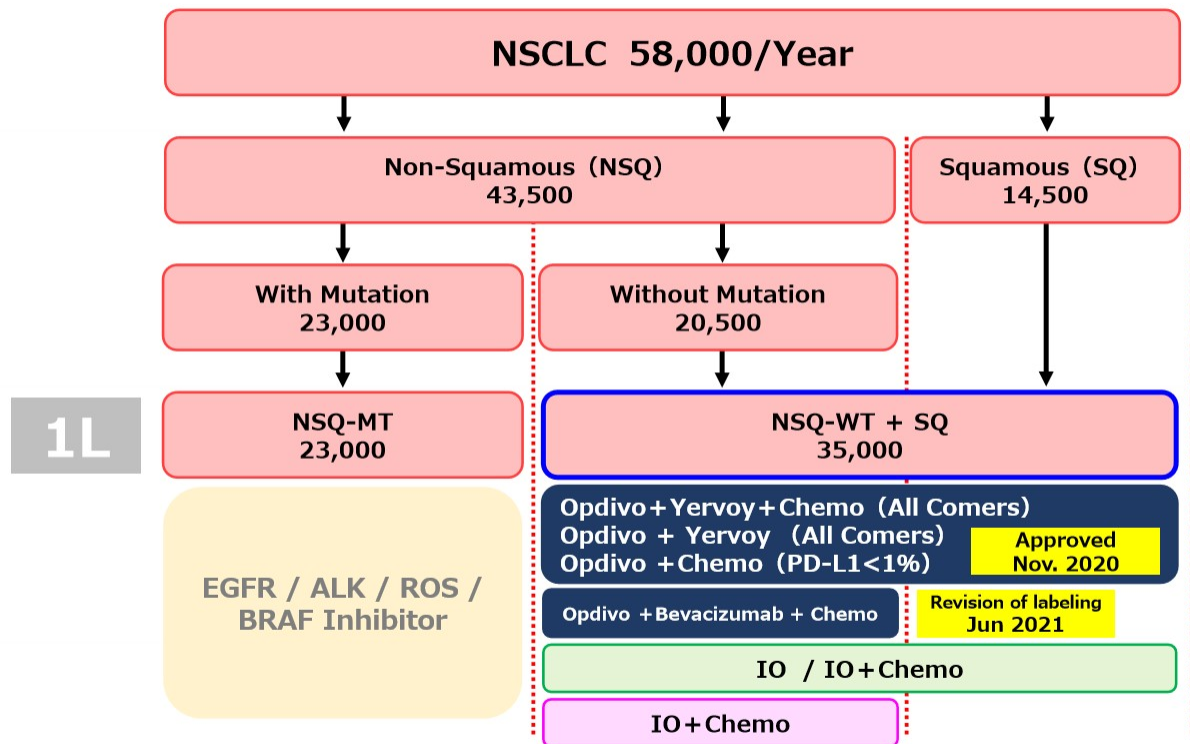 NSCLC 58,000/Year
Non-Squamous（NSQ）
43,500
Squamous（SQ）
14,500
With Mutation
23,000
Without Mutation
20,500
1L
NSQ-MT
23,000
NSQ-WT + SQ
35,000
EGFR / ALK / ROS /
BRAF Inhibitor
Opdivo＋Yervoy＋Chemo（All Comers）
Opdivo + Yervoy （All Comers）
Opdivo +Chemo（PD-L1<1%）
Approved
Nov. 2020
Opdivo +Bevacizumab + Chemo
Revision of labeling
Jun 2021
IO / IO＋Chemo
IO＋Chemo